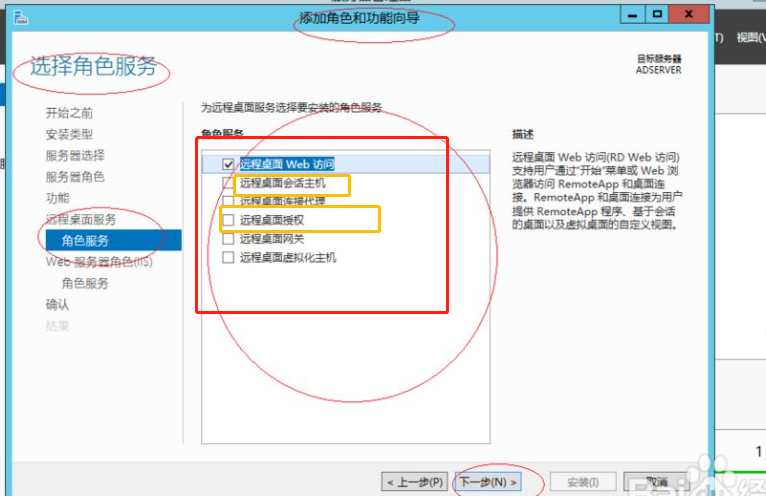 添加角色和功能向导
T) 视图(V
选择角色服务
目标服务器
ADSERVER
开始之前
安装类型
服务器选择
服务器角色
功能
远程桌面服务
角色服务
Web 服务器角色(IIS)
角色服务
确认
结果
为远程桌面服务选择要安装的角色服务
角色服务
远程桌面 Web 访问
远程桌面会话主机
远程桌面连接代理
远程桌面授权
远程桌面网关
远程桌面虚拟化主机
描述
远程桌面 Web 访问(RD Web 访问)
支持用户通过"开始"菜单或 Web 浏
览器访问 RemoteApp 和桌面连
接。RemoteApp 和桌面连接为用户
提供 RemoteApp 程序、基于会话
的桌面以及虚拟桌面的自定义视图。
1
< 上一步(P)
下一步(N) >
安装(I)
取消